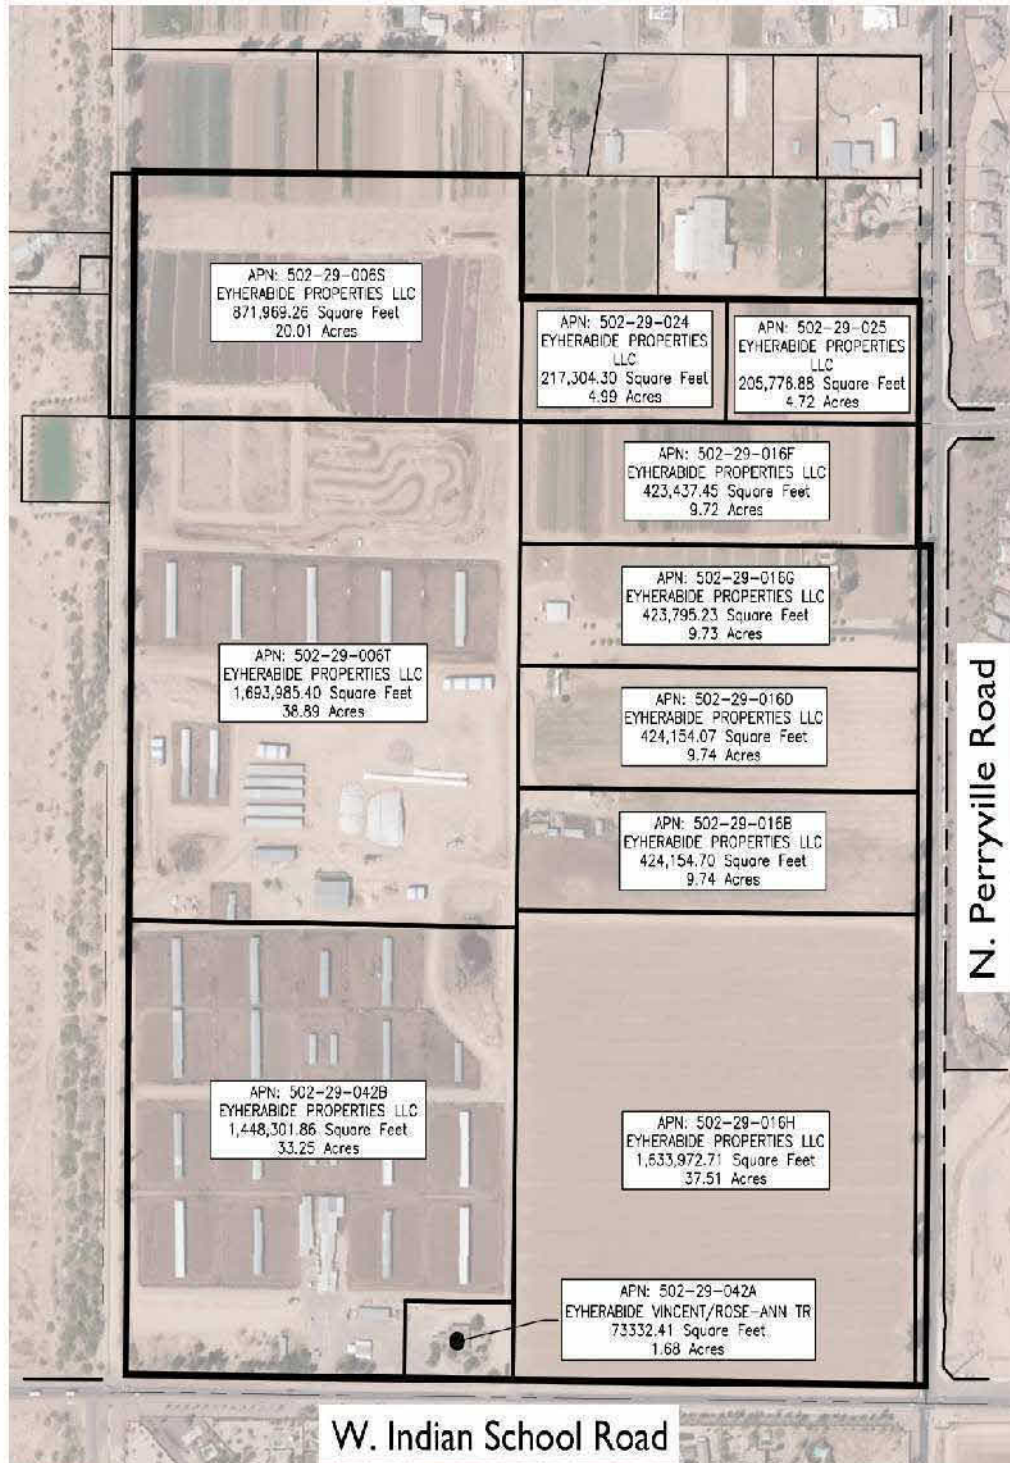 APN: 502-29-006S
EYHERABIDE PROPERTIES LLC
871,969.26 Square Feet
20.01 Acres
APN: 502-29-024
EYHERABIDE PROPERTIES
LLC
217,304.30 Square Feet
4.99 Acres
APN: 502-29-025
EYHERABIDE PROPERTIES
LLC
205,776.88 Square Feet
4.72 Acres
APN: 502-29-016F
EYHERABIDE PROPERTIES LLC
423,437.45 Square Feet
9.72 Acres
APN: 502-29-016G
EYHERABIDE PROPERTIES LLC
423,795.23 Square Feet
9.73 Acres
APN: 502-29-006T
EYHERABIDE PROPERTIES LLC
1,693,985.40 Square Feet
38.89 Acres
APN: 502-29-016D
EYHERABIDE PROPERTIES LLC
424,154.07 Square Feet
9.74 Acres
APN: 502-29-016B
EYHERABIDE PROPERTIES LLC
424,154.70 Square Feet
9.74 Acres
N. Perryville Road
APN: 502-29-042B
EYHERABIDE PROPERTIES LLC
1,448,301.86 Square Feet
33.25 Acres
APN: 502-29-016H
EYHERABIDE PROPERTIES LLC
1,633,972.71 Square Feet
37.51 Acres
APN: 502-29-042A
EYHERABIDE VINCENT/ROSE-ANN TR
73332.41 Square Feet
1.68 Acres
W. Indian School Road